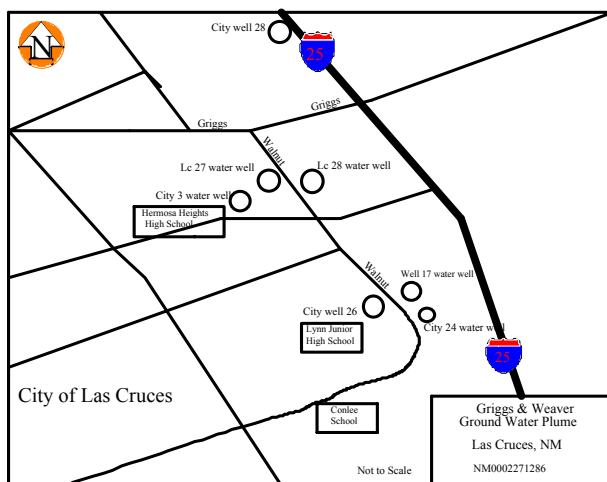 City well 28
N
25
Griggs
Griggs
Walnut
Lc 27 water well
Lc 28 water well
City 3 water well
Hermosa Heights
High School
Walnut
Well 17 water well
City well 26
City 24 water well
Lynn Junior
High School
25
City of Las Cruces
Conlee
School
Griggs & Weaver
Ground Water Plume
Las Cruces, NM
Not to Scale
NM0002271286